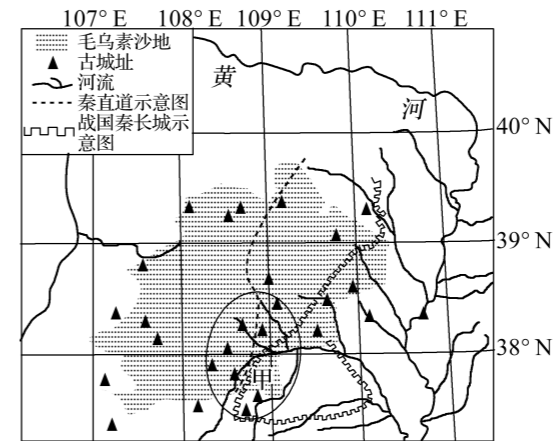 107° E 108° E 109° E 110° E 111° E
毛乌素沙地
古城址
河流
秦直道示意图
战国秦长城示
意图
黄
河
40° N
39° N
38° N
甲